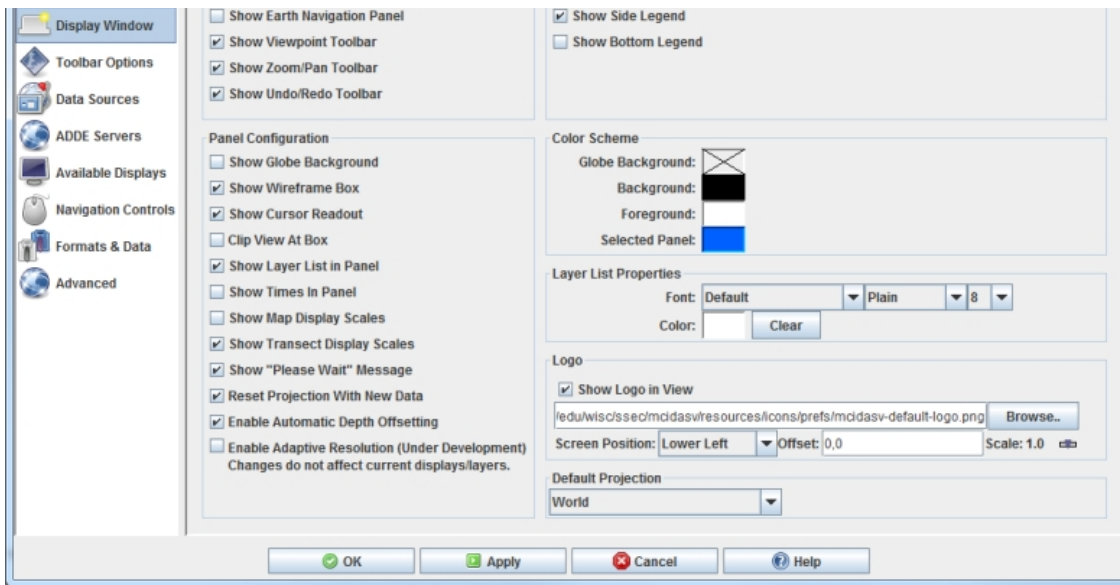 Display Window
Toolbar Options
Data Sources
ADDE Servers
Available Displays
Navigation Controls
Formats & Data
Advanced
Show Earth Navigation Panel
Show Viewpoint Toolbar
Show Zoom/Pan Toolbar
Show Undo/Redo Toolbar
Show Side Legend
Show Bottom Legend
Panel Configuration
Show Globe Background
Show Wireframe Box
Show Cursor Readout
Clip View At Box
Show Layer List in Panel
Show Times In Panel
Show Map Display Scales
Show Transect Display Scales
Show "Please Wait" Message
Reset Projection With New Data
Enable Automatic Depth Offsetting
Enable Adaptive Resolution (Under Development)
Changes do not affect current displays/layers.
Color Scheme
Globe Background:
Background:
Foreground:
Selected Panel:
Layer List Properties
Font: Default Plain 8
Color: Clear
Logo
Show Logo in View
/edu/wisc/ssec/mcidasv/resources/icons/prefs/mcidasv-default-logo.png Browse..
Screen Position: Lower Left Offset: 0,0 Scale: 1.0
Default Projection
World
OK Apply Cancel Help